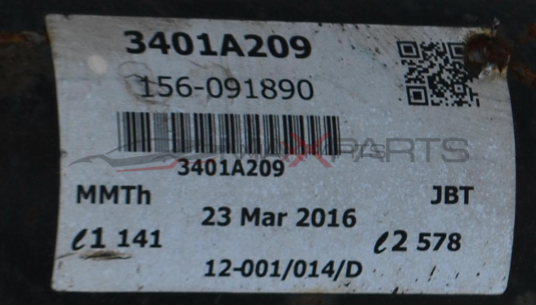 3401A209
156-091890
3401A209
MMTh JBT
23 Mar 2016
ℓ1 141 ℓ2 578
12-001/014/D